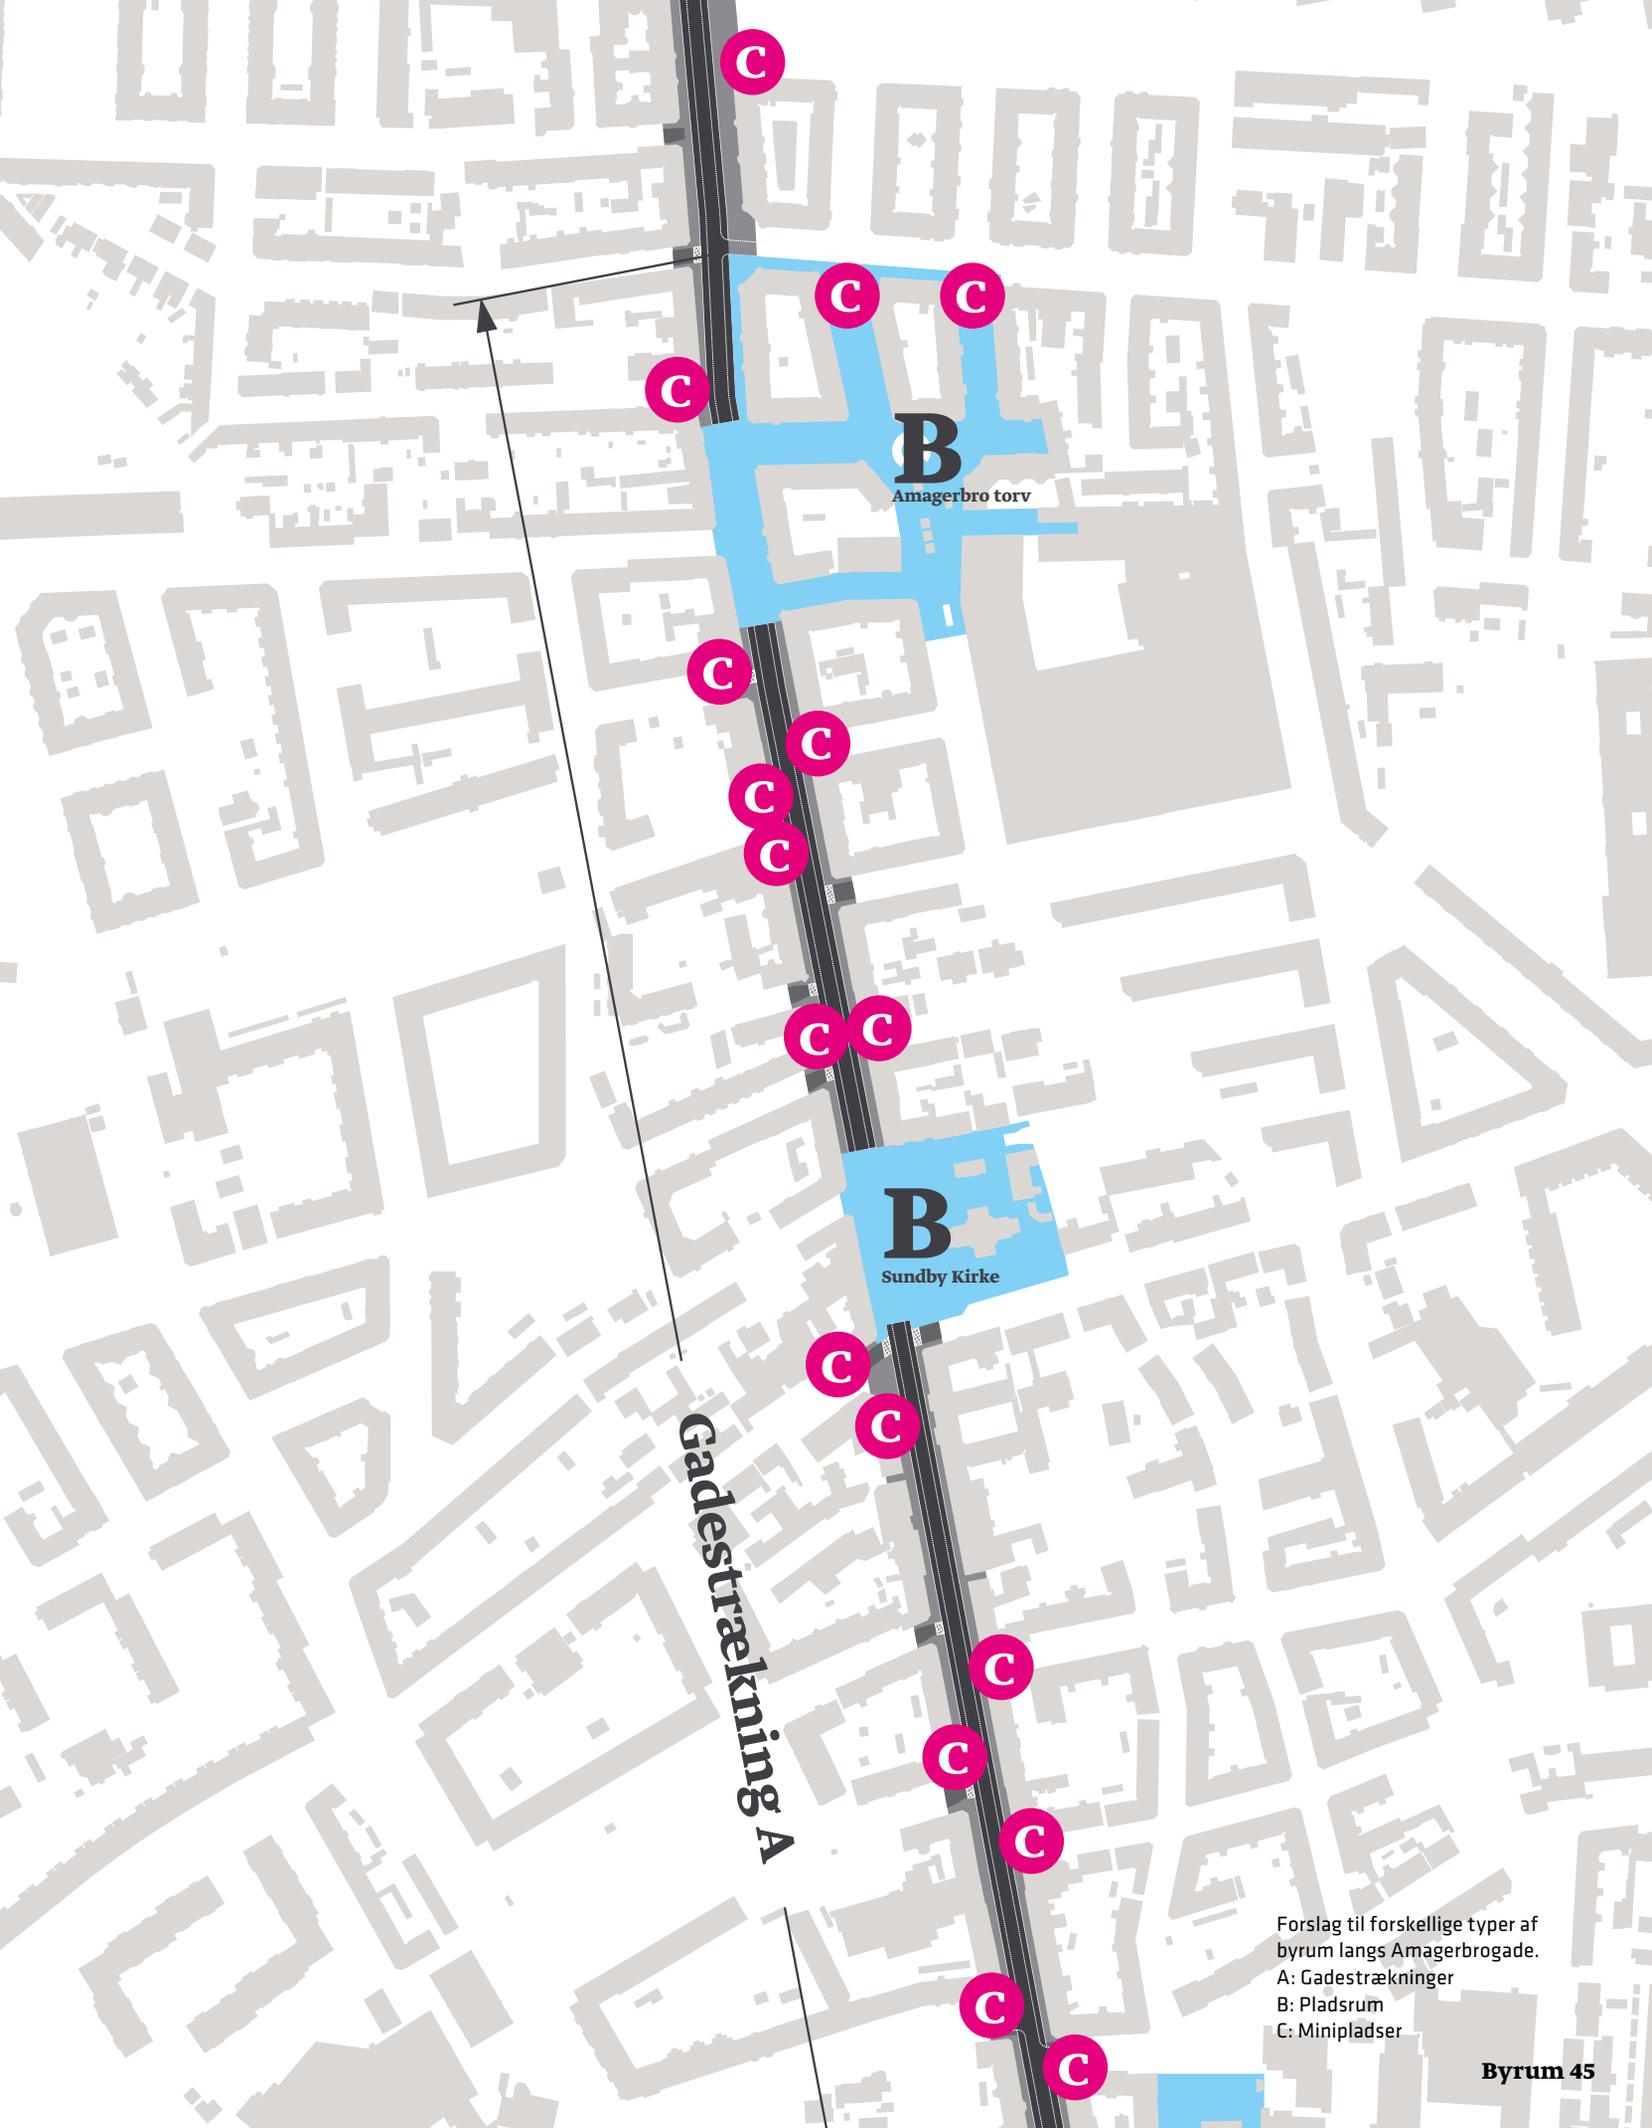 C
C
C
C
B
Amagerbro torv
C
C
C
C
C
C
B
Sundby Kirke
C
C
Gadestrækning A
C
C
C
Forslag til forskellige typer af
byrum langs Amagerbrogade.
A: Gadestrækninger
B: Pladsrum
C: Minipladser
C
C
Byrum 45